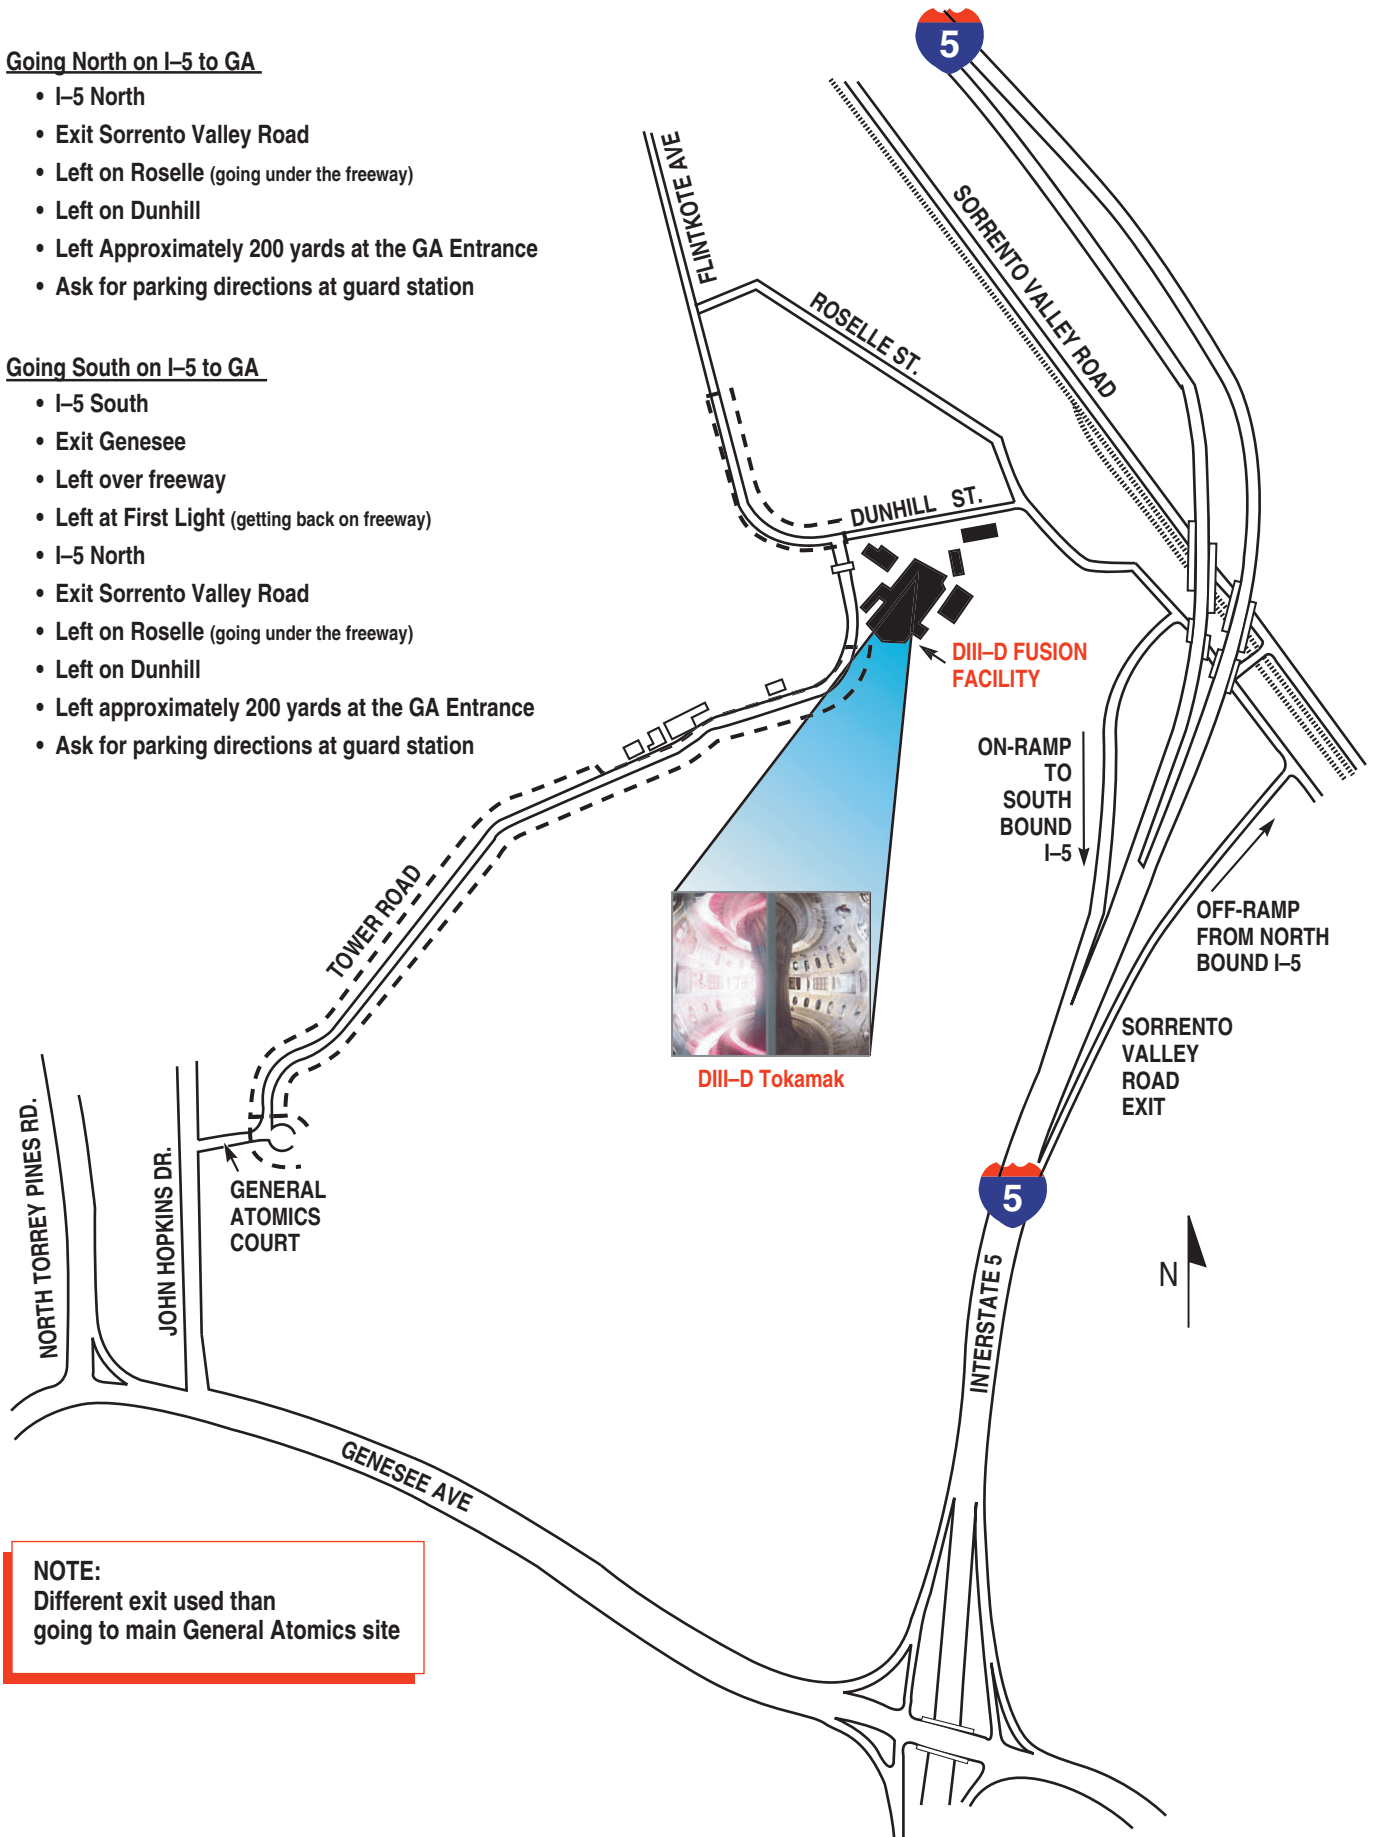 Going North on I–5 to GA
• I–5 North
• Exit Sorrento Valley Road
• Left on Roselle (going under the freeway)
• Left on Dunhill
• Left Approximately 200 yards at the GA Entrance
• Ask for parking directions at guard station
Going South on I–5 to GA
• I–5 South
• Exit Genesee
• Left over freeway
• Left at First Light (getting back on freeway)
• I–5 North
• Exit Sorrento Valley Road
• Left on Roselle (going under the freeway)
• Left on Dunhill
• Left approximately 200 yards at the GA Entrance
• Ask for parking directions at guard station
5
FLINTKOTE AVE
SORRENTO VALLEY ROAD
ROSELLE ST.
DUNHILL ST.
DIII–D FUSION
FACILITY
ON-RAMP
TO
SOUTH
BOUND
I–5
OFF-RAMP
FROM NORTH
BOUND I–5
TOWER ROAD
DIII–D Tokamak
SORRENTO
VALLEY
ROAD
EXIT
NORTH TORREY PINES RD.
JOHN HOPKINS DR.
GENERAL
ATOMICS
COURT
5
N
INTERSTATE 5
GENESEE AVE
NOTE:
Different exit used than
going to main General Atomics site